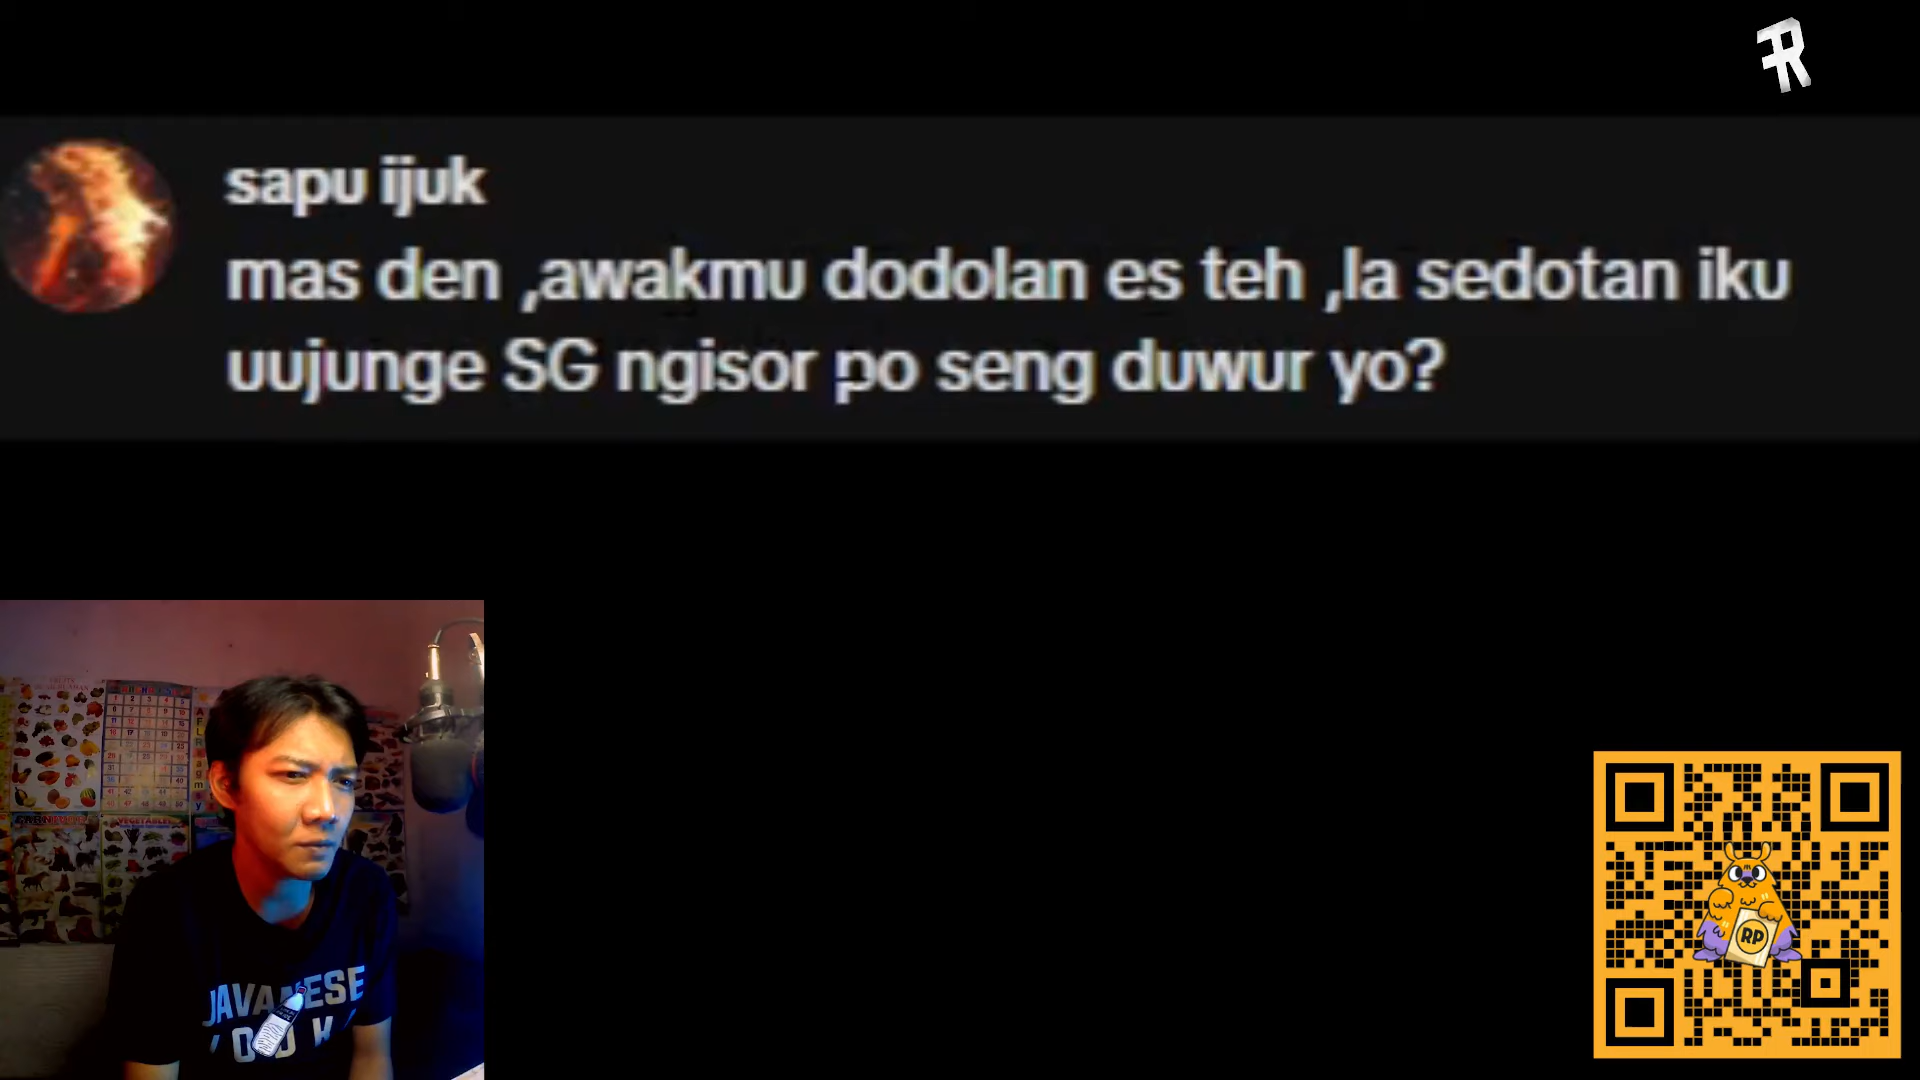 sapu ijuk
mas den ,awakmu dodolan es teh ,la sedotan iku
uujunge SG ngisor po seng duwur yo?
JAVANESE
RP